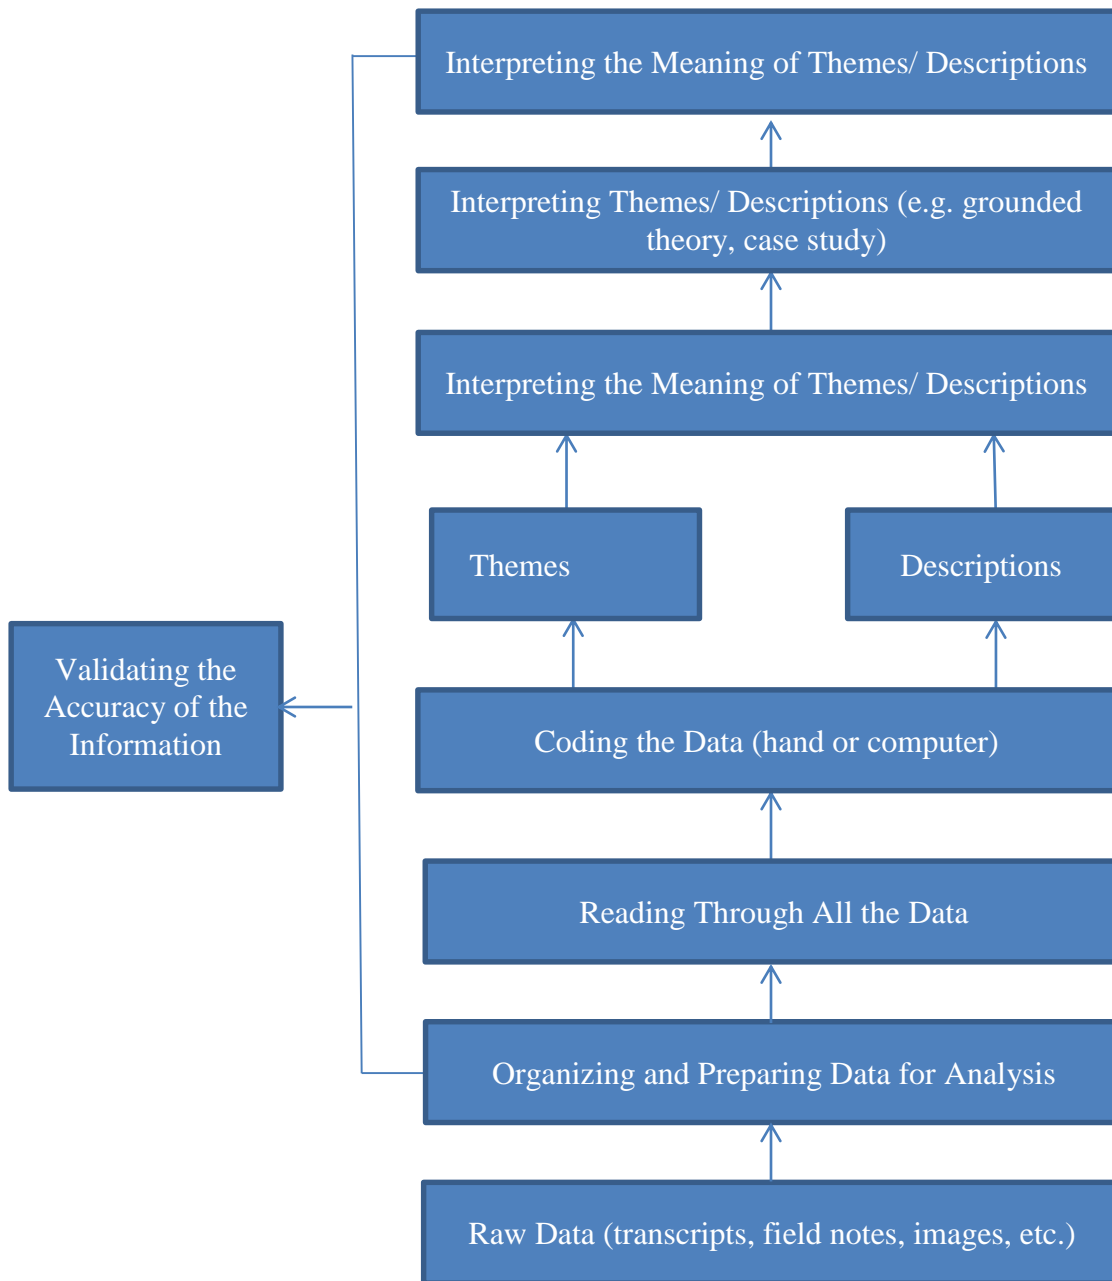 Interpreting the Meaning of Themes/ Descriptions
Interpreting Themes/ Descriptions (e.g. grounded
theory, case study)
Interpreting the Meaning of Themes/ Descriptions
Themes
Descriptions
Validating the
Accuracy of the
Information
Coding the Data (hand or computer)
Reading Through All the Data
Organizing and Preparing Data for Analysis
Raw Data (transcripts, field notes, images, etc.)